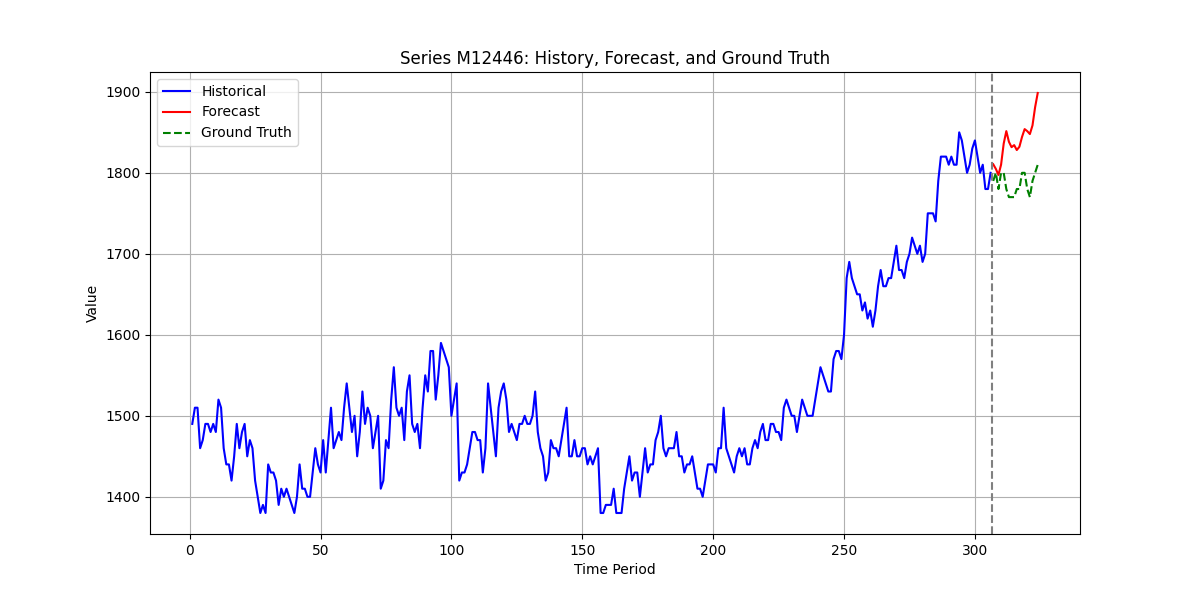 Series M12446: History, Forecast, and Ground Truth
Historical
Forecast
Ground Truth
1900
1800
1700
1600
1500
1400
Value
0 50 100 150 200 250 300
Time Period